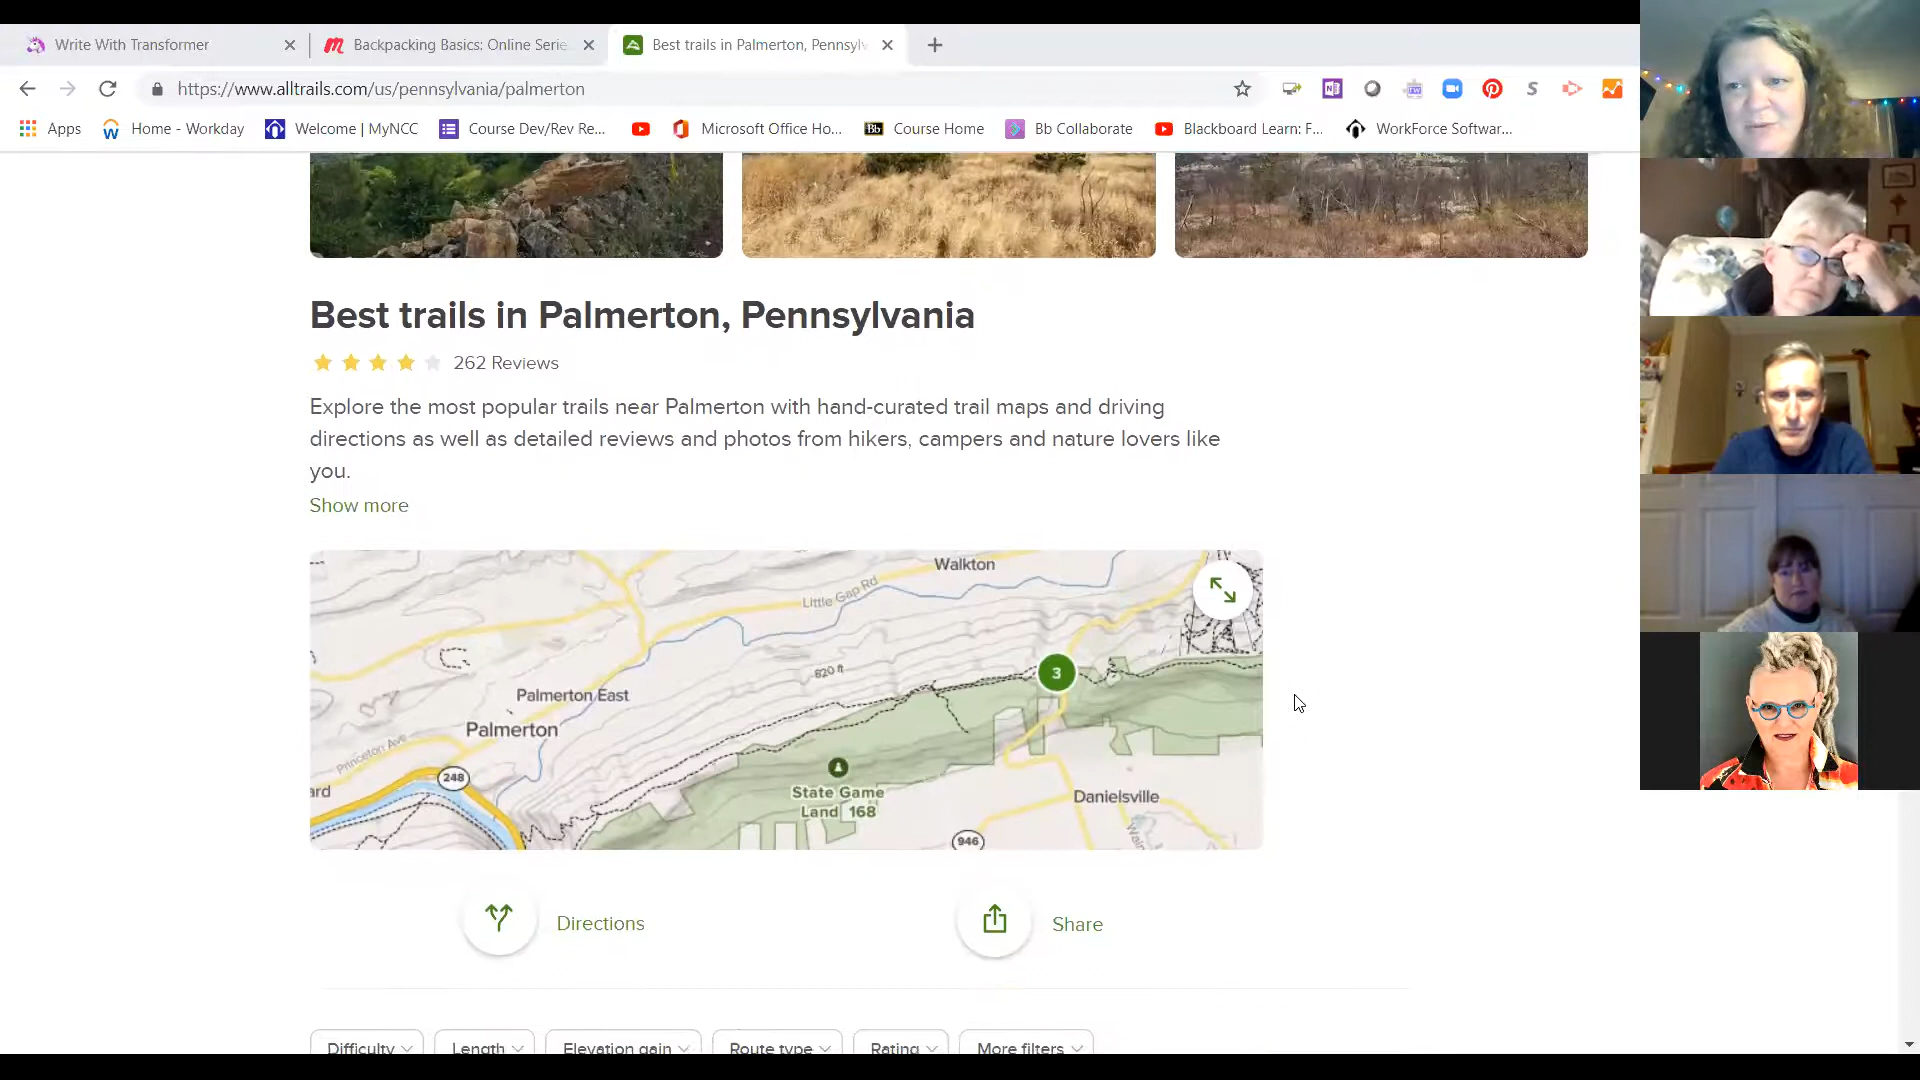 Write With Transformer
Backpacking Basics: Online Serie
Best trails in Palmerton, Pennsylv
https://www.alltrails.com/us/pennsylvania/palmerton
Apps
Home - Workday
Welcome | MyNCC
Course Dev/Rev Re...
Microsoft Office Ho...
Bb Course Home
Bb Collaborate
Blackboard Learn: F...
WorkForce Softwar...
Best trails in Palmerton, Pennsylvania
262 Reviews
Explore the most popular trails near Palmerton with hand-curated trail maps and driving
directions as well as detailed reviews and photos from hikers, campers and nature lovers like
you.
Show more
Walkton
Little Gap Rd
820 ft
3
Palmerton East
Palmerton
Princeton Ave
248
ard
State Game
Land 168
Danielsville
946
Directions
Share
Difficulty
Length
Elevation gain
Route type
Rating
More filters